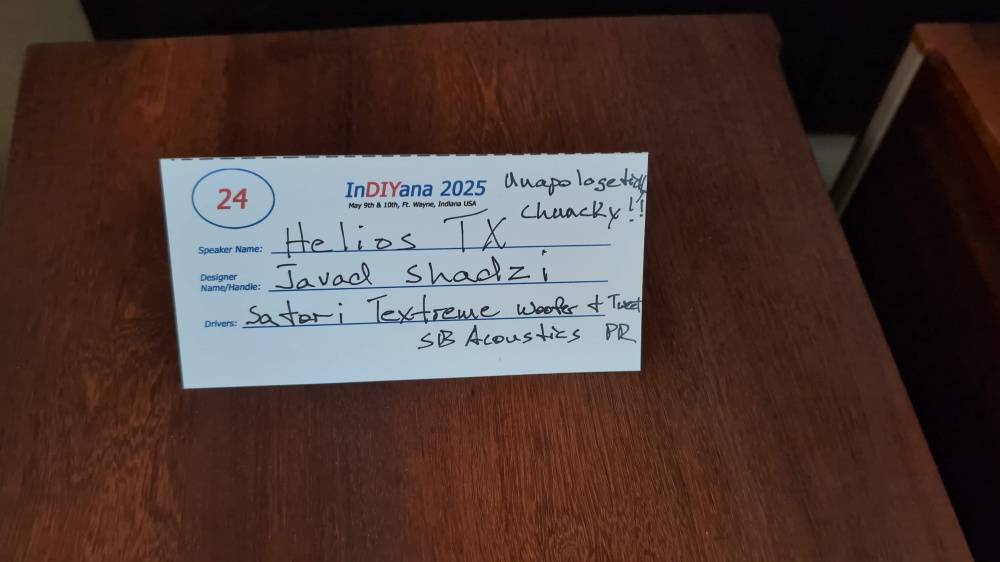 24
InDIYana 2025
May 9th & 10th, Ft. Wayne, Indiana USA
Unapologetically
Chuncky!!
Speaker Name: Helios TX
Designer
Name/Handle: Javad Shadzi
Drivers: Satori Textreme Woofer & Tweet
SB Acoustics PR